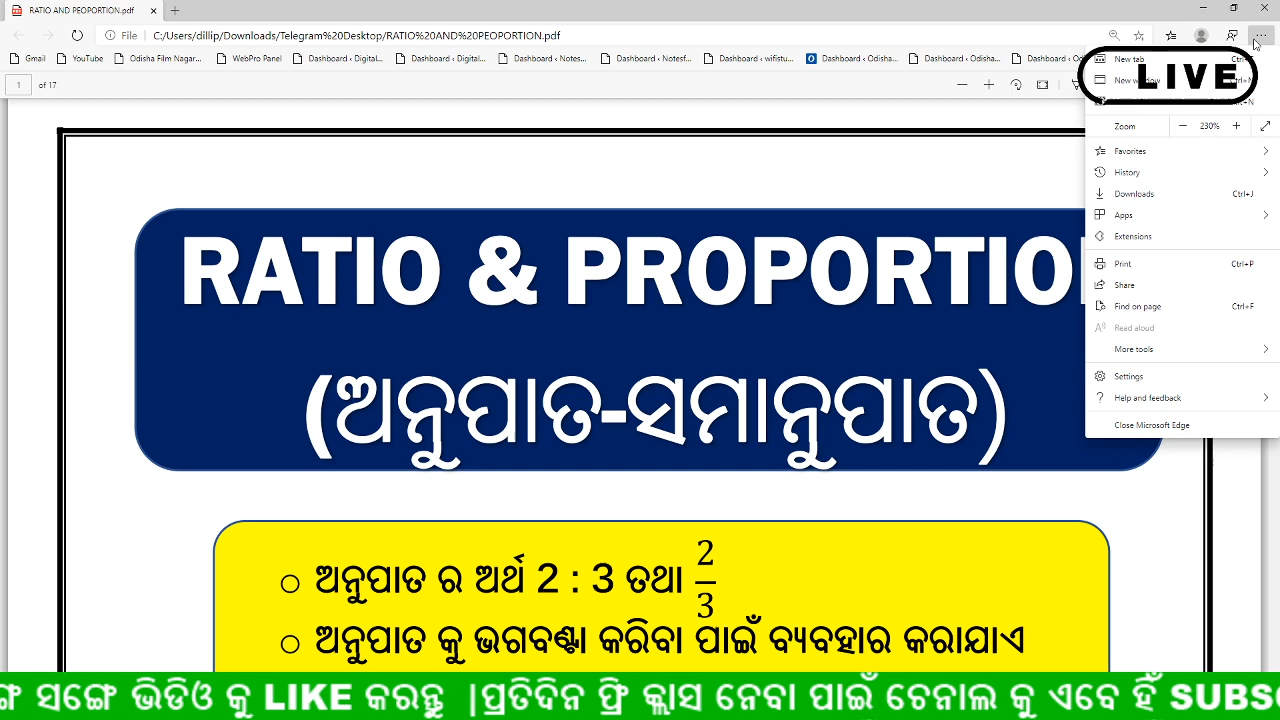 RATIO AND PEOPORTION.pdf
File C:/Users/dillip/Downloads/Telegram%20Desktop/RATIO%20AND%20PEOPORTION.pdf
Gmail YouTube Odisha Film Nagar... WebPro Panel Dashboard ‹ Digital... Dashboard ‹ Digital... Dashboard ‹ Notes... Dashboard ‹ Notesf... Dashboard ‹ wifistu... Dashboard ‹ Odisha... Dashboard ‹ Odisha... Dashboard ‹ Od
1 of 17
New tab
New window
LIVE
Zoom 230%
Favorites
History
Downloads Ctrl+J
Apps
Extensions
Print Ctrl+P
Share
Find on page Ctrl+F
Read aloud
More tools
Settings
Help and feedback
Close Microsoft Edge
RATIO & PROPORTIO
(ଅନୁପାତ-ସମାନୁପାତ)
○ ଅନୁପାତ ର ଅର୍ଥ 2 : 3 ତଥା 2/3
○ ଅନୁପାତ କୁ ଭଗବଣ୍ଟା କରିବା ପାଇଁ ବ୍ୟବହାର କରାଯାଏ
ସଙ୍ଗେ ଭିଡିଓ କୁ LIKE କରନ୍ତୁ |ପ୍ରତିଦିନ ଫ୍ରି କ୍ଲାସ ନେବା ପାଇଁ ଚେନାଲ କୁ ଏବେ ହିଁ SUBS